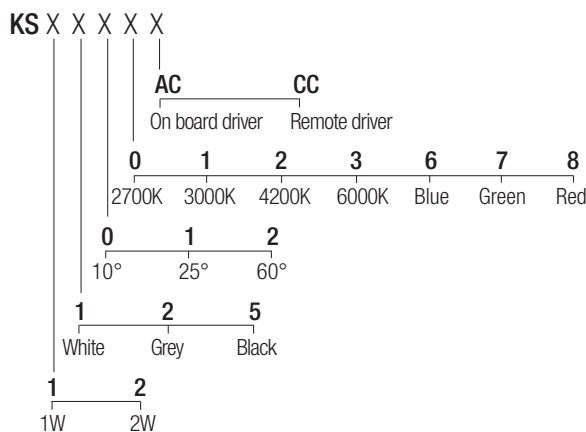 KS X X X X X
AC CC
On board driver Remote driver
0 1 2 3 6 7 8
2700K 3000K 4200K 6000K Blue Green Red
0 1 2
10° 25° 60°
1 2 5
White Grey Black
1 2
1W 2W